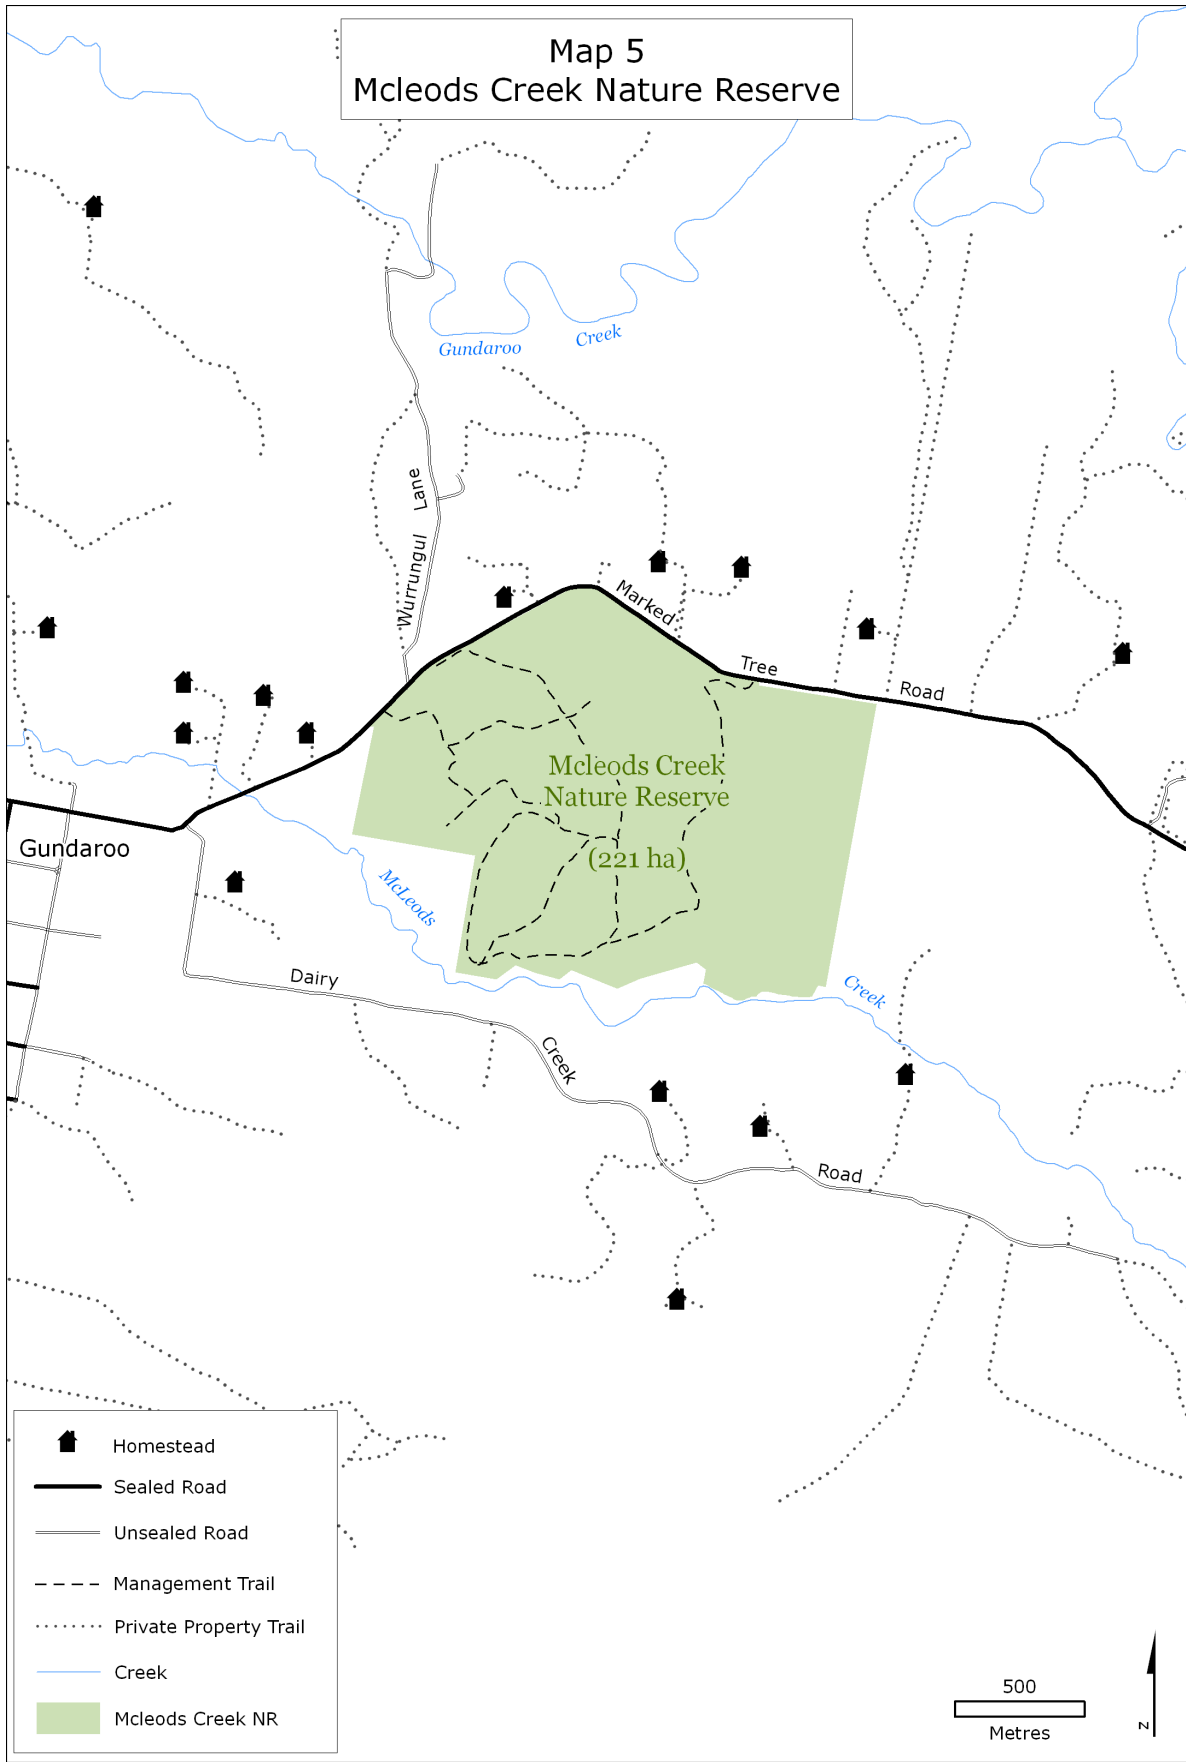 Map 5
Mcleods Creek Nature Reserve
Gundaroo
Creek
Wurrungul Lane
Marked
Tree
Road
Mcleods Creek
Nature Reserve
(221 ha)
Gundaroo
McLeods
Creek
Dairy
Creek
Road
Homestead
Sealed Road
Unsealed Road
Management Trail
Private Property Trail
Creek
Mcleods Creek NR
500
Metres
N